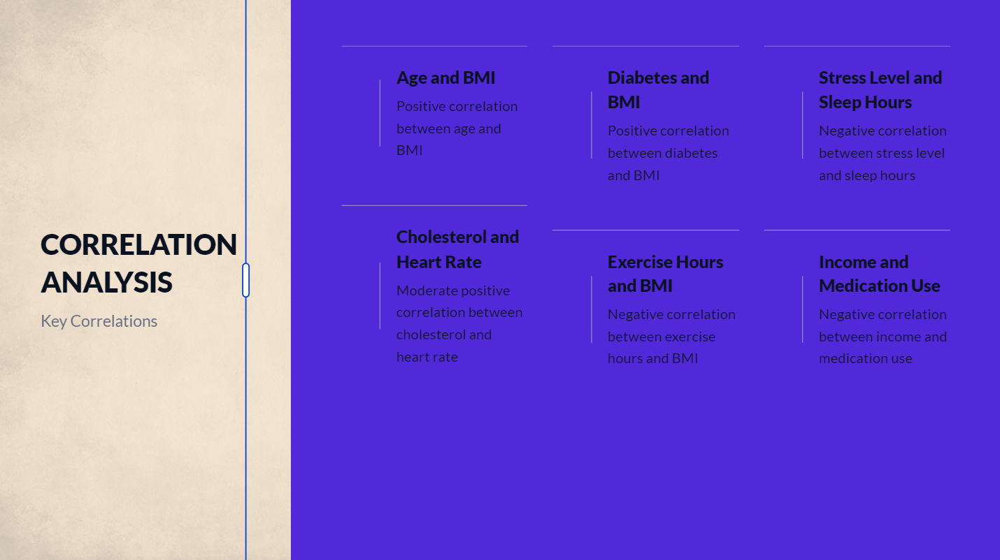 CORRELATION
ANALYSIS
Key Correlations
Age and BMI
Positive correlation
between age and
BMI
Diabetes and
BMI
Positive correlation
between diabetes
and BMI
Stress Level and
Sleep Hours
Negative correlation
between stress level
and sleep hours
Cholesterol and
Heart Rate
Moderate positive
correlation between
cholesterol and
heart rate
Exercise Hours
and BMI
Negative correlation
between exercise
hours and BMI
Income and
Medication Use
Negative correlation
between income and
medication use